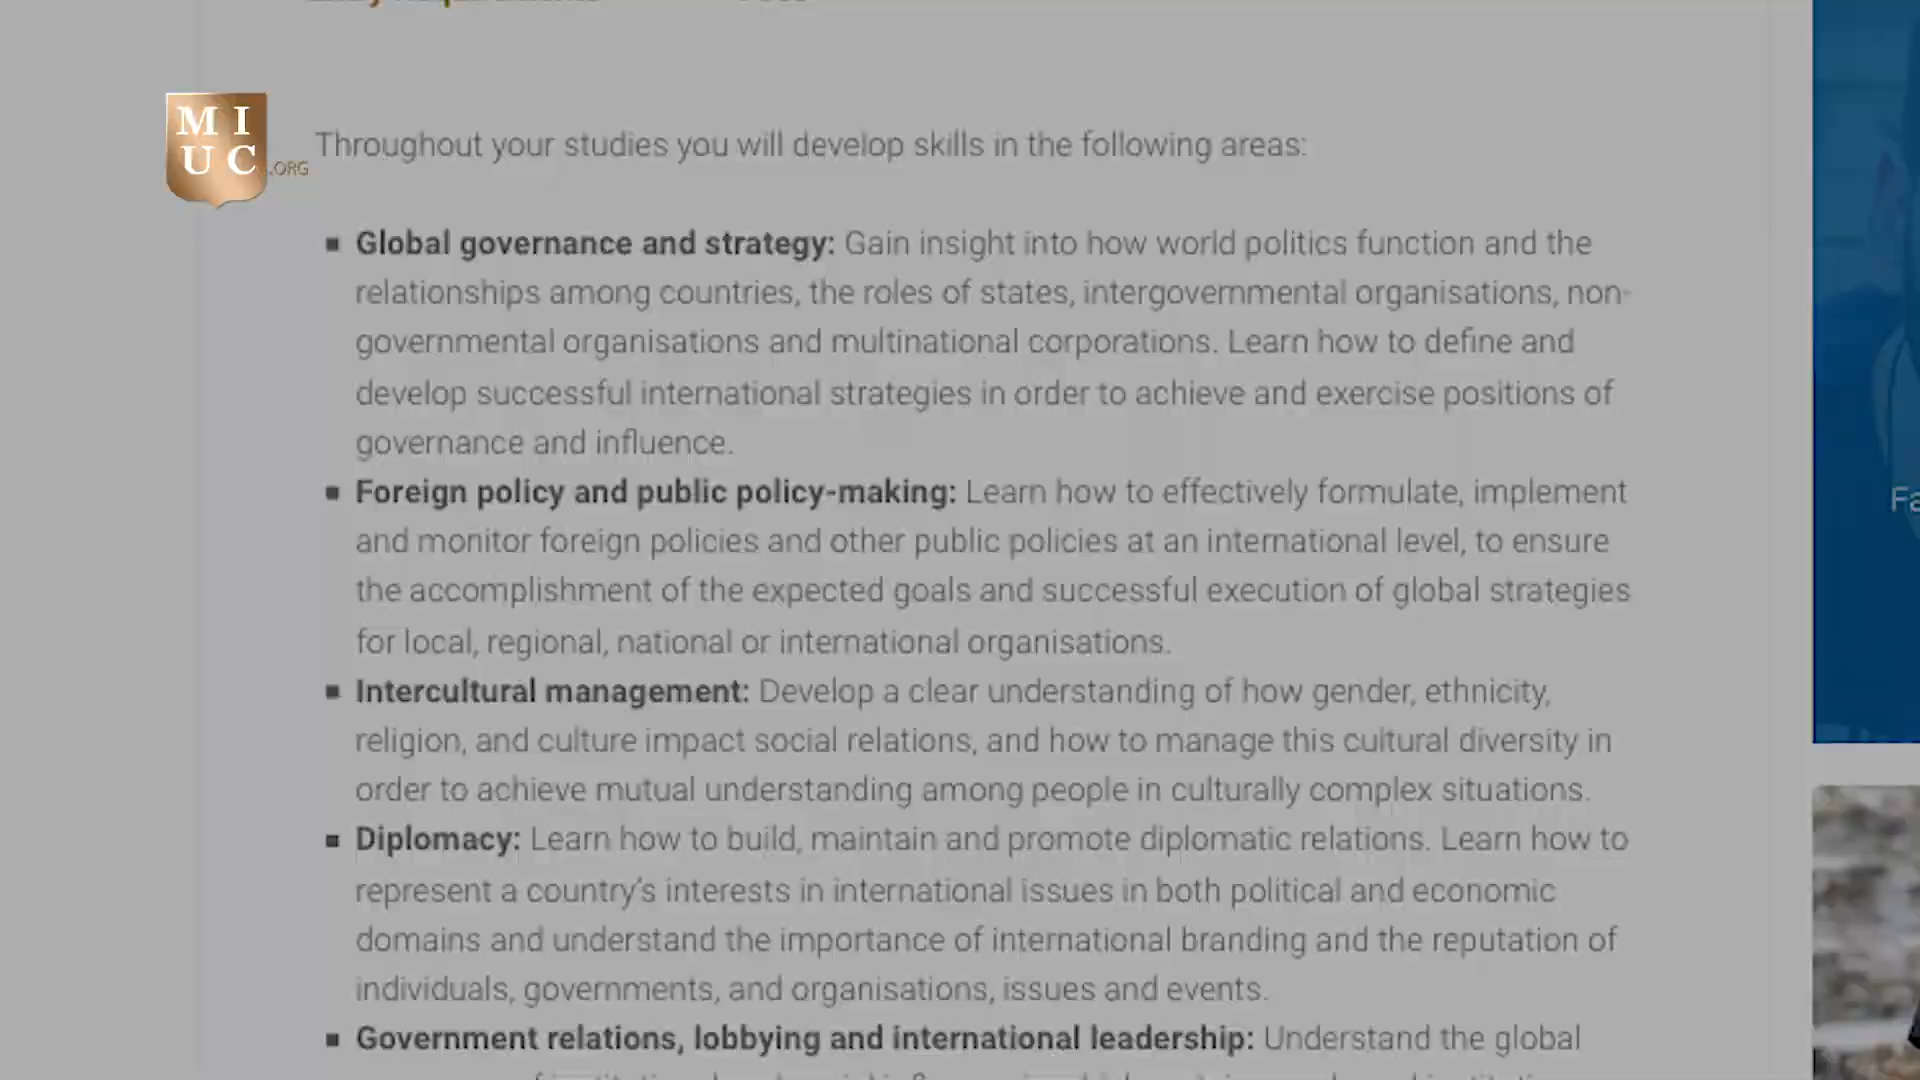 M I
U C
.ORG
Throughout your studies you will develop skills in the following areas:
▪ Global governance and strategy: Gain insight into how world politics function and the
relationships among countries, the roles of states, intergovernmental organisations, non-
governmental organisations and multinational corporations. Learn how to define and
develop successful international strategies in order to achieve and exercise positions of
governance and influence.
▪ Foreign policy and public policy-making: Learn how to effectively formulate, implement
and monitor foreign policies and other public policies at an international level, to ensure
the accomplishment of the expected goals and successful execution of global strategies
for local, regional, national or international organisations.
▪ Intercultural management: Develop a clear understanding of how gender, ethnicity,
religion, and culture impact social relations, and how to manage this cultural diversity in
order to achieve mutual understanding among people in culturally complex situations.
▪ Diplomacy: Learn how to build, maintain and promote diplomatic relations. Learn how to
represent a country's interests in international issues in both political and economic
domains and understand the importance of international branding and the reputation of
individuals, governments, and organisations, issues and events.
▪ Government relations, lobbying and international leadership: Understand the global
Fa